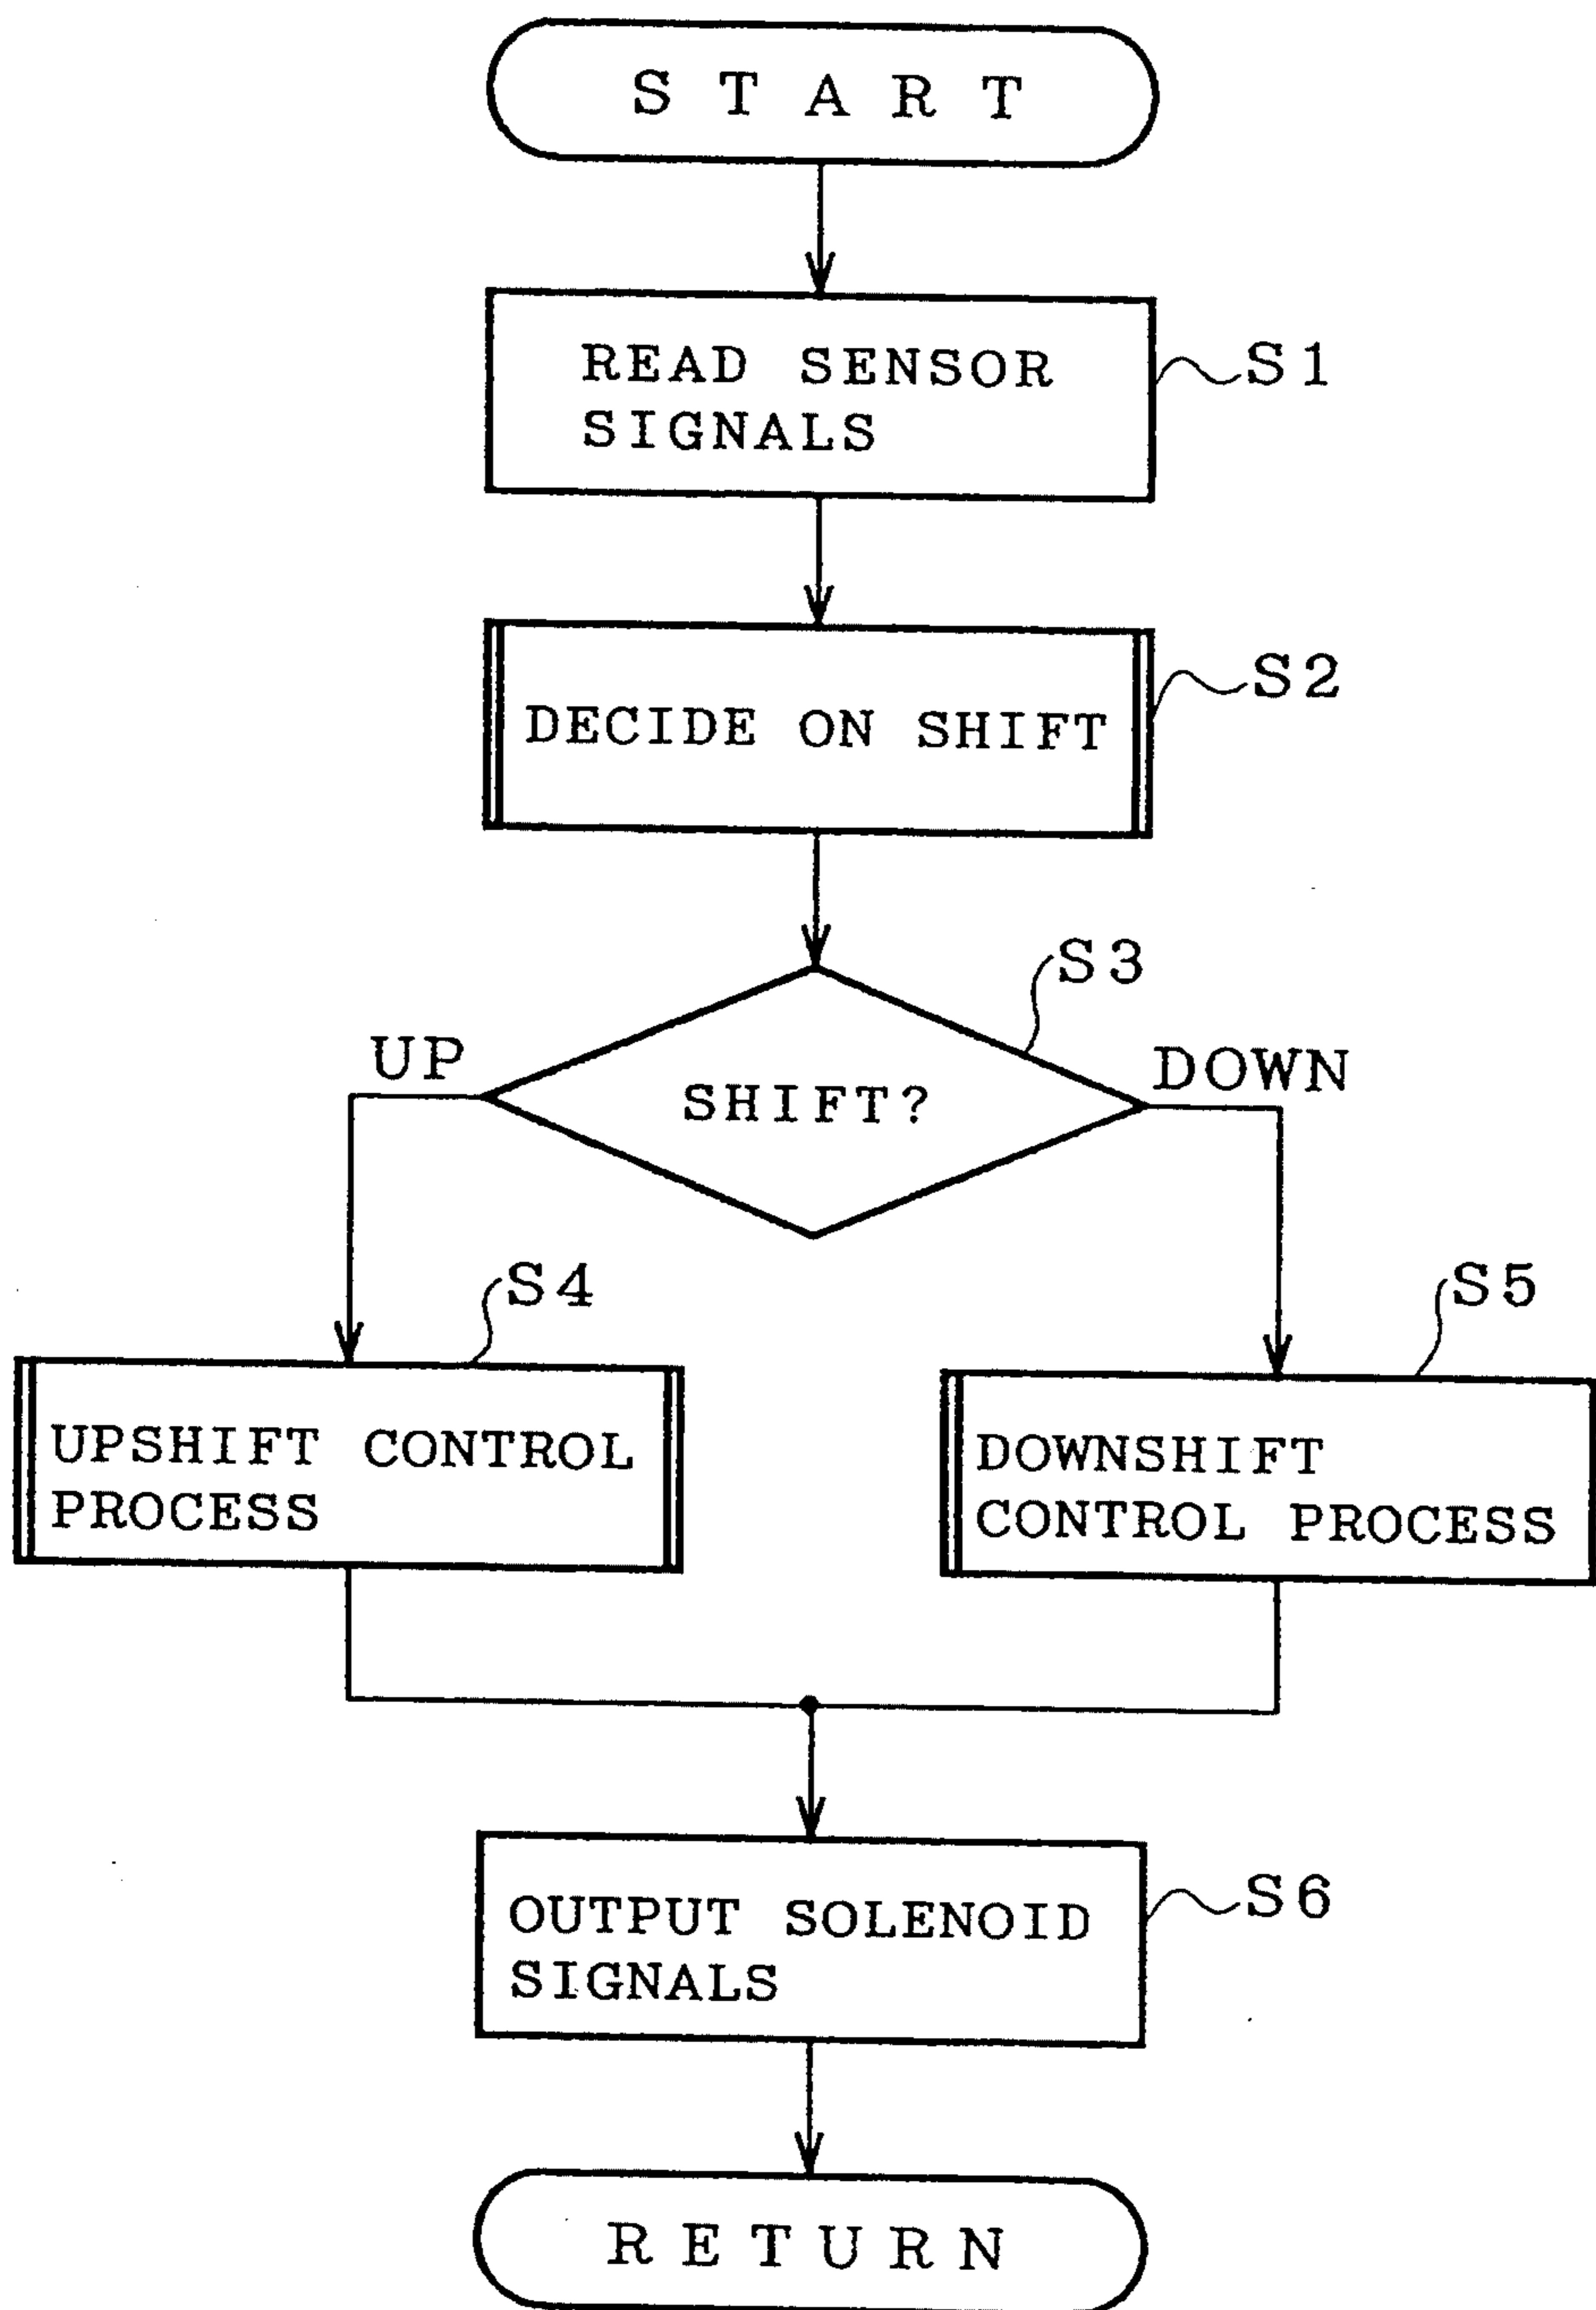 START
READ SENSOR
SIGNALS
S1
DECIDE ON SHIFT
S2
S3
UP
SHIFT?
DOWN
S4
UPSHIFT CONTROL
PROCESS
S5
DOWNSHIFT
CONTROL PROCESS
OUTPUT SOLENOID
SIGNALS
S6
RETURN